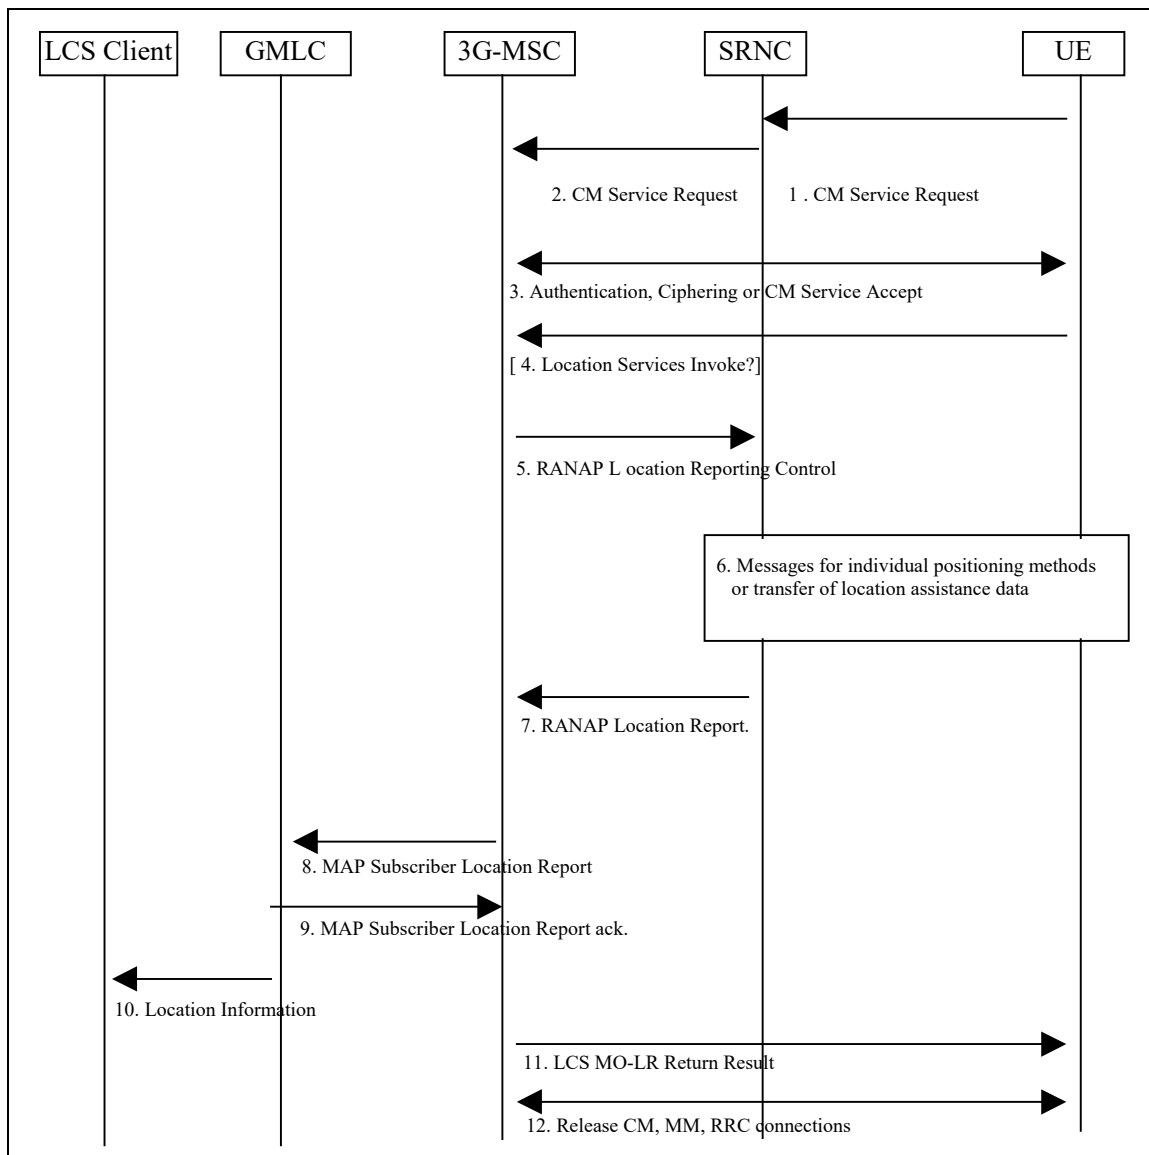 LCS Client GMLC 3G-MSC SRNC UE
2. CM Service Request 1 . CM Service Request
3. Authentication, Ciphering or CM Service Accept
[ 4. Location Services Invoke?]
5. RANAP L ocation Reporting Control
6. Messages for individual positioning methods
or transfer of location assistance data
7. RANAP Location Report.
8. MAP Subscriber Location Report
9. MAP Subscriber Location Report ack.
10. Location Information
11. LCS MO-LR Return Result
12. Release CM, MM, RRC connections